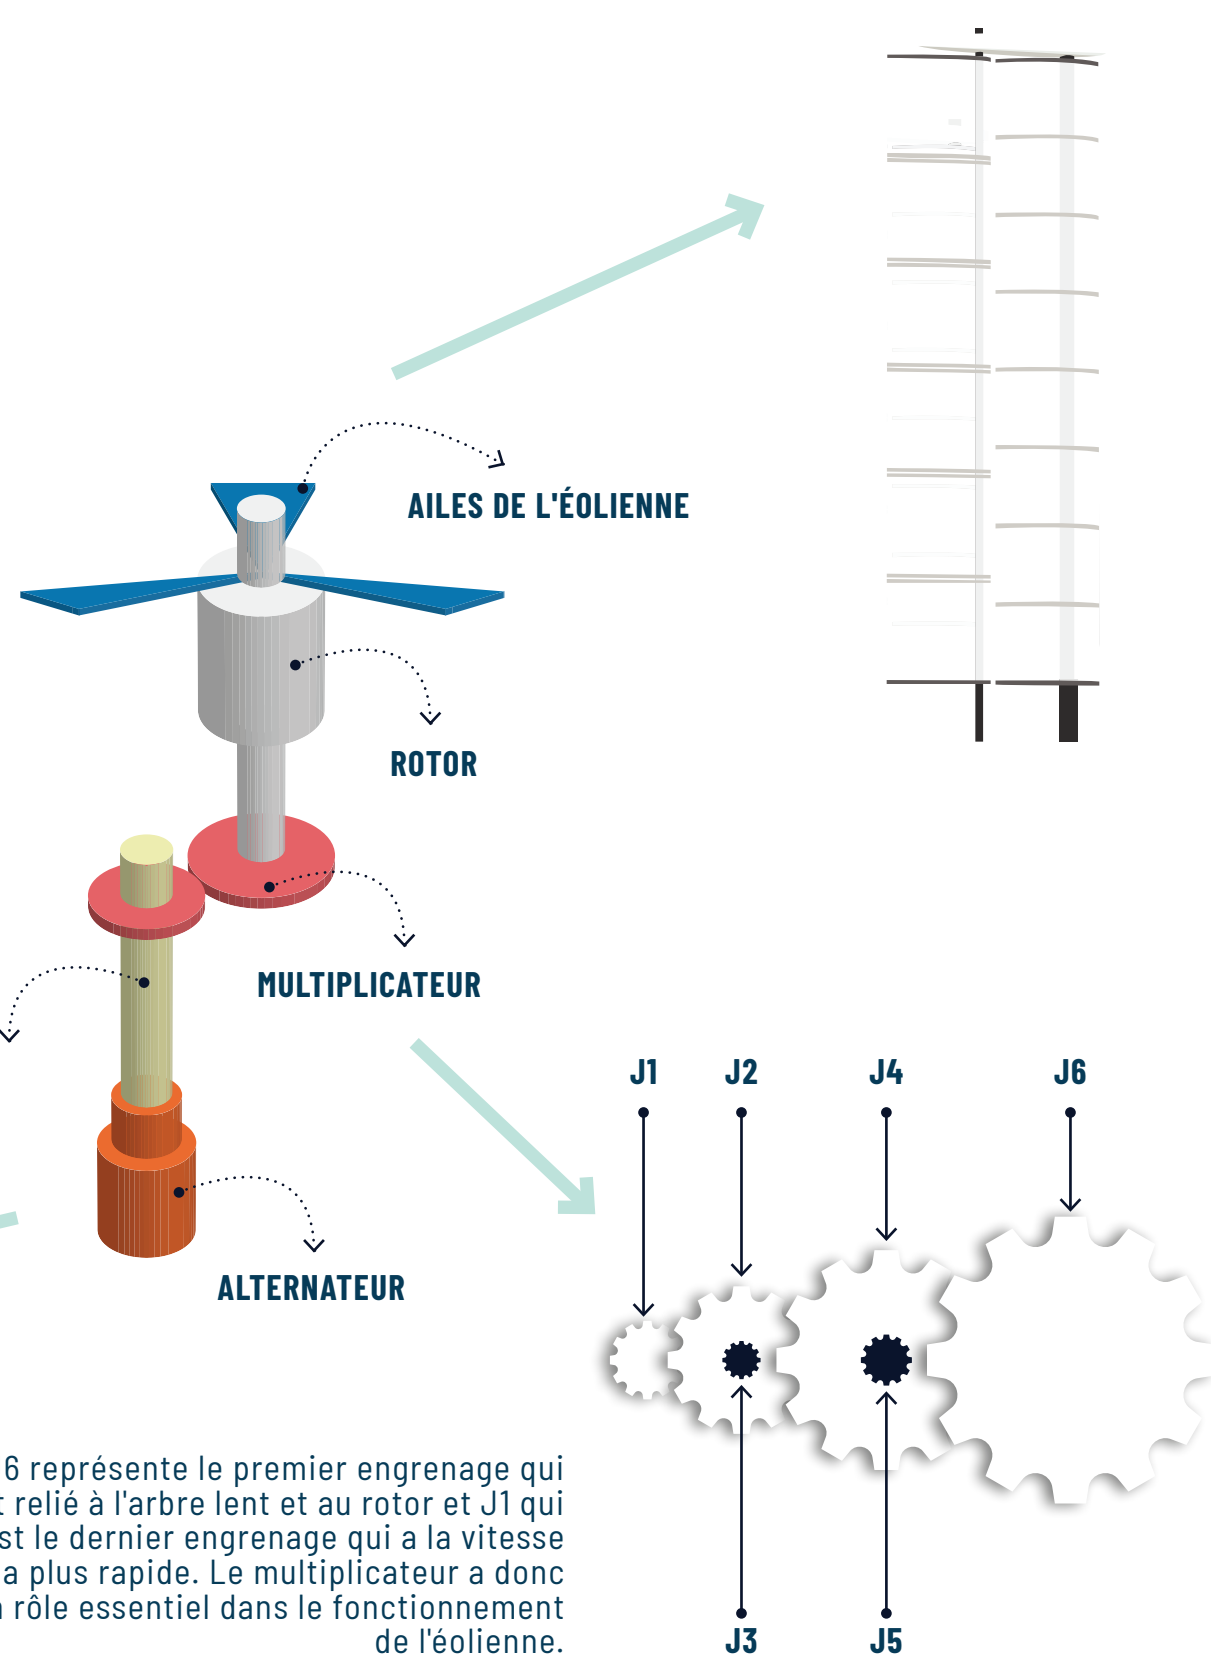 AILES DE L'ÉOLIENNE
ROTOR
MULTIPLICATEUR
ALTERNATEUR
J1 J2 J4 J6
6 représente le premier engrenage qui
t relié à l'arbre lent et au rotor et J1 qui
st le dernier engrenage qui a la vitesse
a plus rapide. Le multiplicateur a donc
rôle essentiel dans le fonctionnement
de l'éolienne.
J3 J5